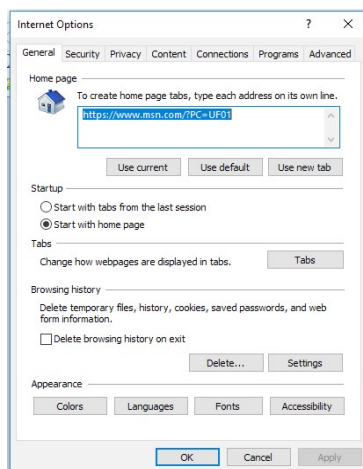 Internet Options ? X
General Security Privacy Content Connections Programs Advanced
Home page
To create home page tabs, type each address on its own line.
https://www.msn.com/?PC=UF01
Use current Use default Use new tab
Startup
Start with tabs from the last session
Start with home page
Tabs
Change how webpages are displayed in tabs. Tabs
Browsing history
Delete temporary files, history, cookies, saved passwords, and web
form information.
Delete browsing history on exit
Delete... Settings
Appearance
Colors Languages Fonts Accessibility
OK Cancel Apply